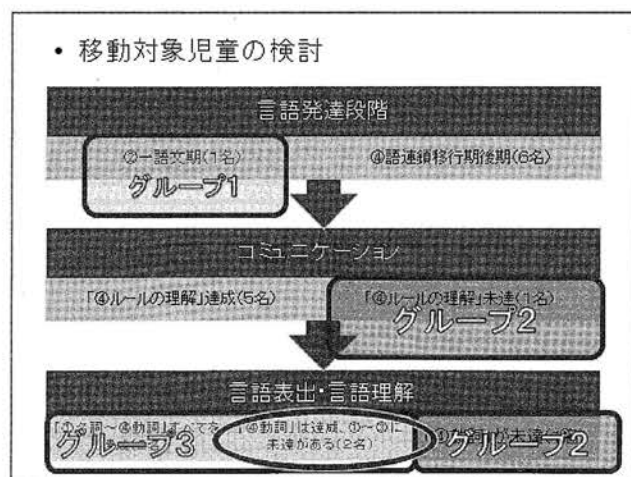 • 移動対象児童の検討
言語発達段階
②一語文期(1名)
④語連鎖移行期後期(6名)
グループ1
コミュニケーション
「④ルールの理解」達成(5名)
「④ルールの理解」未達(1名)
グループ2
言語表出・言語理解
「①名詞～④動詞」すべてを
グループ3
「④動詞」は達成、①～③に
未達がある(2名)
グループ2